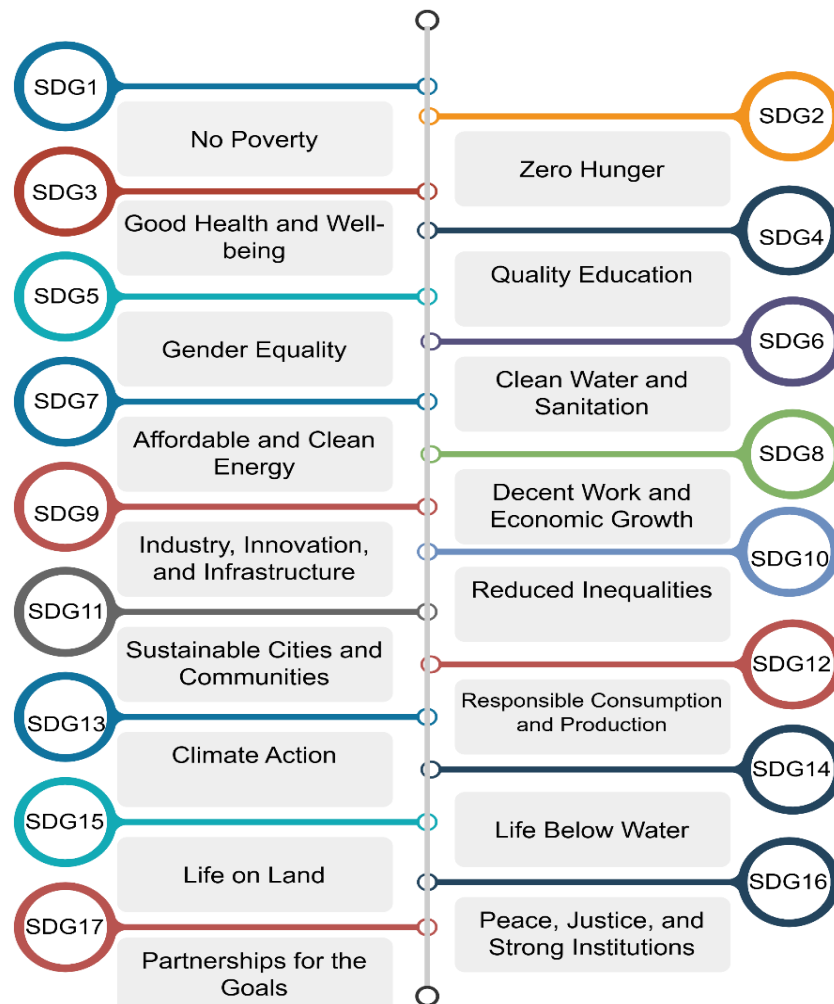 SDG1
No Poverty
SDG2
Zero Hunger
SDG3
Good Health and Well-
being
SDG4
Quality Education
SDG5
Gender Equality
SDG6
Clean Water and
Sanitation
SDG7
Affordable and Clean
Energy
SDG8
Decent Work and
Economic Growth
SDG9
Industry, Innovation,
and Infrastructure
SDG10
Reduced Inequalities
SDG11
Sustainable Cities and
Communities
SDG12
Responsible Consumption
and Production
SDG13
Climate Action
SDG14
Life Below Water
SDG15
Life on Land
SDG16
Peace, Justice, and
Strong Institutions
SDG17
Partnerships for the
Goals